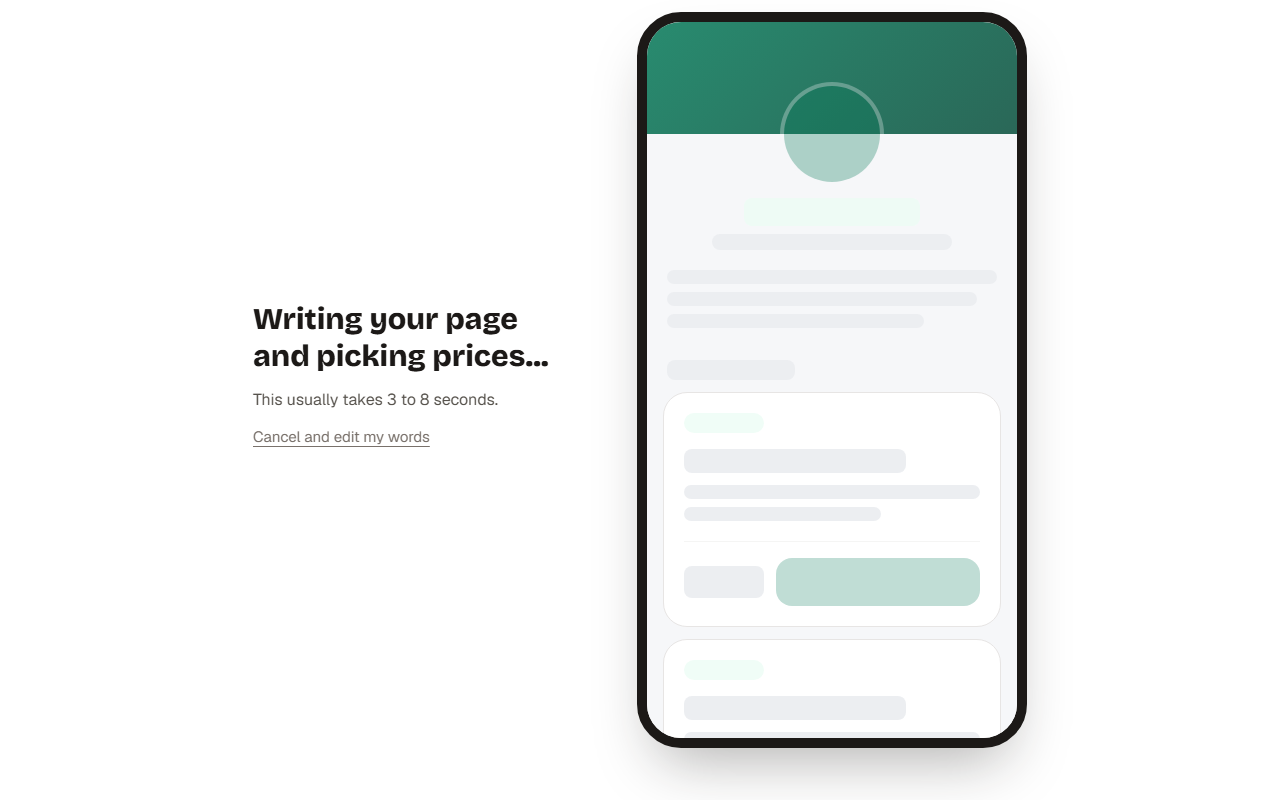 Writing your page
and picking prices...
This usually takes 3 to 8 seconds.
Cancel and edit my words